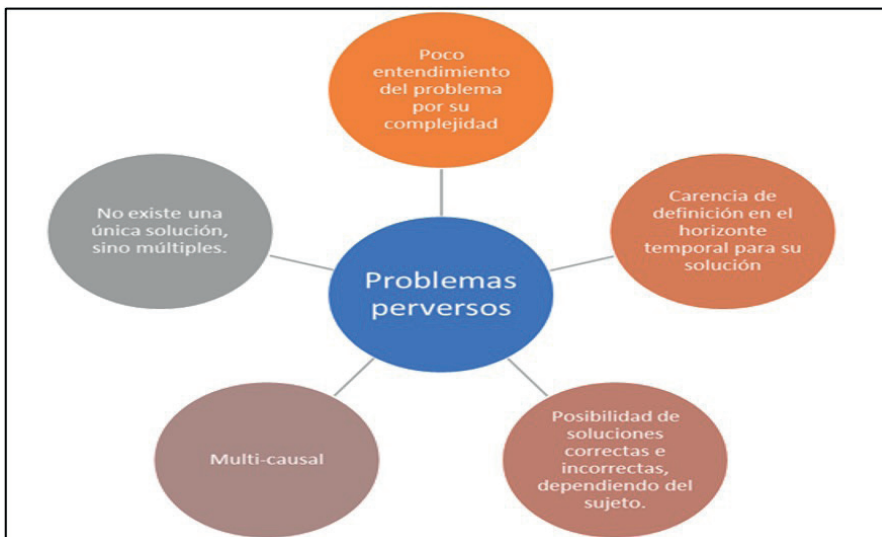 Poco
entendimiento
del problema
por su
complejidad
Carencia de
definición en el
horizonte
temporal para su
solución
No existe una
única solución,
sino múltiples.
Problemas
perversos
Posibilidad de
soluciones
correctas e
incorrectas,
dependiendo del
sujeto.
Multi-causal